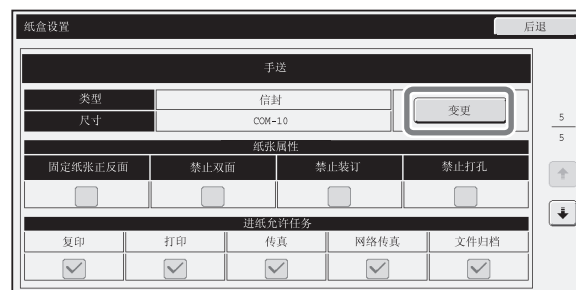 纸盒设置 后退
手送
类型 信封 变更
尺寸 COM-10
纸张属性
固定纸张正反面 禁止双面 禁止装订 禁止打孔
进纸允许任务
复印 打印 传真 网络传真 文件归档
5
5